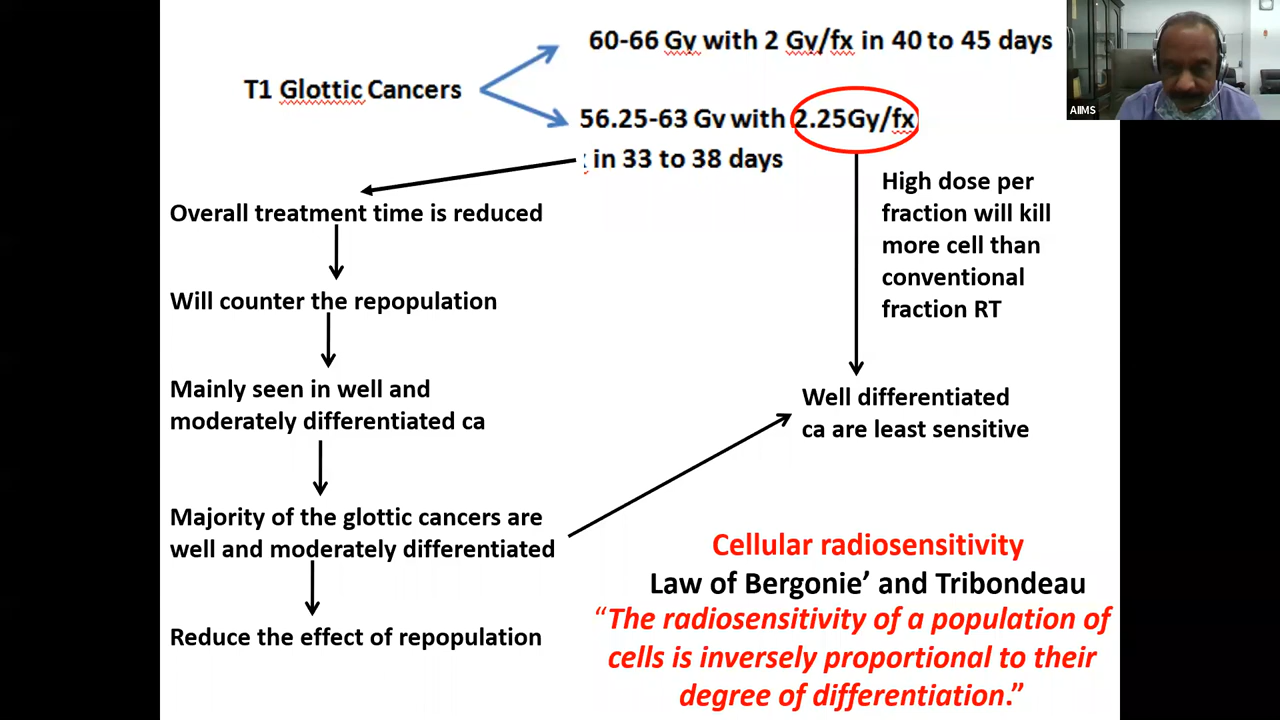 60-66 Gy with 2 Gy/fx in 40 to 45 days
AIIMS
T1 Glottic Cancers
56.25-63 Gy with 2.25Gy/fx
in 33 to 38 days
High dose per
fraction will kill
more cell than
conventional
fraction RT
Overall treatment time is reduced
Will counter the repopulation
Mainly seen in well and
moderately differentiated ca
Well differentiated
ca are least sensitive
Majority of the glottic cancers are
well and moderately differentiated
Reduce the effect of repopulation
Cellular radiosensitivity
Law of Bergonie’ and Tribondeau
“The radiosensitivity of a population of
cells is inversely proportional to their
degree of differentiation.”